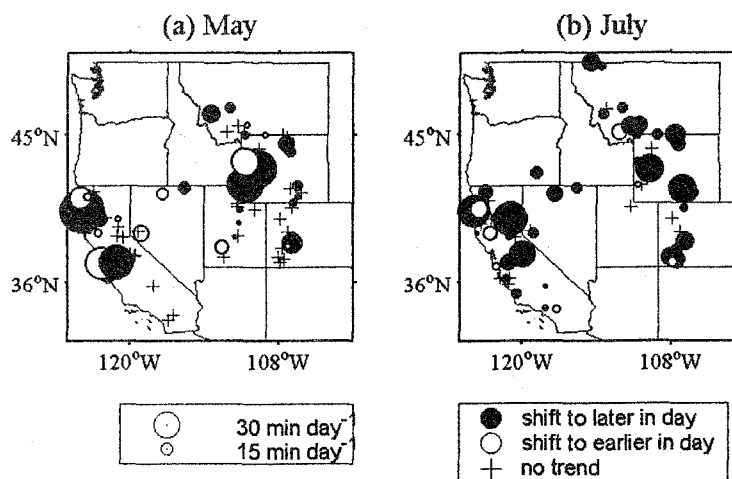 (a) May
(b) July
45°N
45°N
36°N
36°N
120°W
108°W
120°W
108°W
30 min day⁻¹
15 min day⁻¹
shift to later in day
shift to earlier in day
no trend